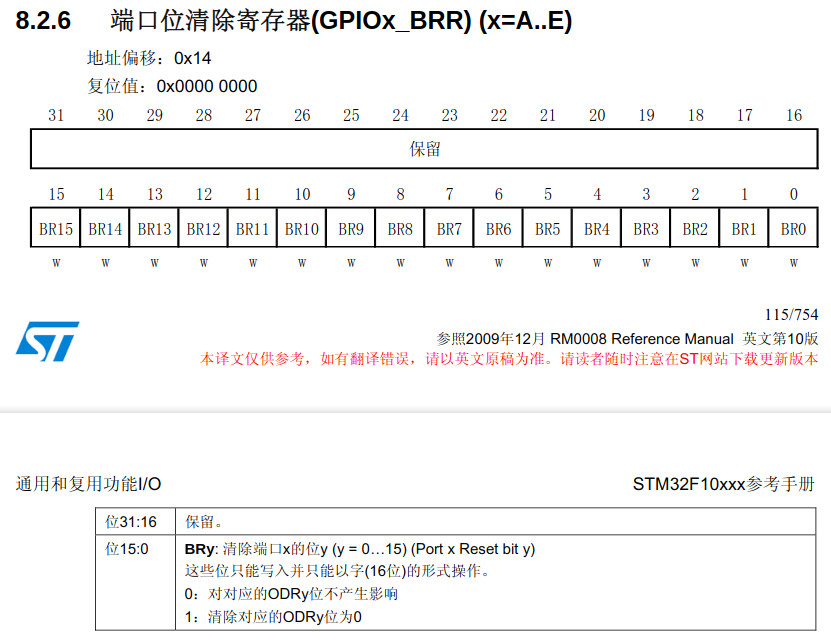 8.2.6 端口位清除寄存器(GPIOx_BRR) (x=A..E)
地址偏移：0x14
复位值：0x0000 0000
31 30 29 28 27 26 25 24 23 22 21 20 19 18 17 16
保留
15 14 13 12 11 10 9 8 7 6 5 4 3 2 1 0
BR15 BR14 BR13 BR12 BR11 BR10 BR9 BR8 BR7 BR6 BR5 BR4 BR3 BR2 BR1 BR0
w w w w w w w w w w w w w w w w
115/754
ST
参照2009年12月 RM0008 Reference Manual 英文第10版
本译文仅供参考，如有翻译错误，请以英文原稿为准。请读者随时注意在ST网站下载更新版本
通用和复用功能I/O STM32F10xxx参考手册
位31:16 保留。
位15:0 BRy: 清除端口x的位y (y = 0…15) (Port x Reset bit y)
这些位只能写入并只能以字(16位)的形式操作。
0：对对应的ODRy位不产生影响
1：清除对应的ODRy位为0